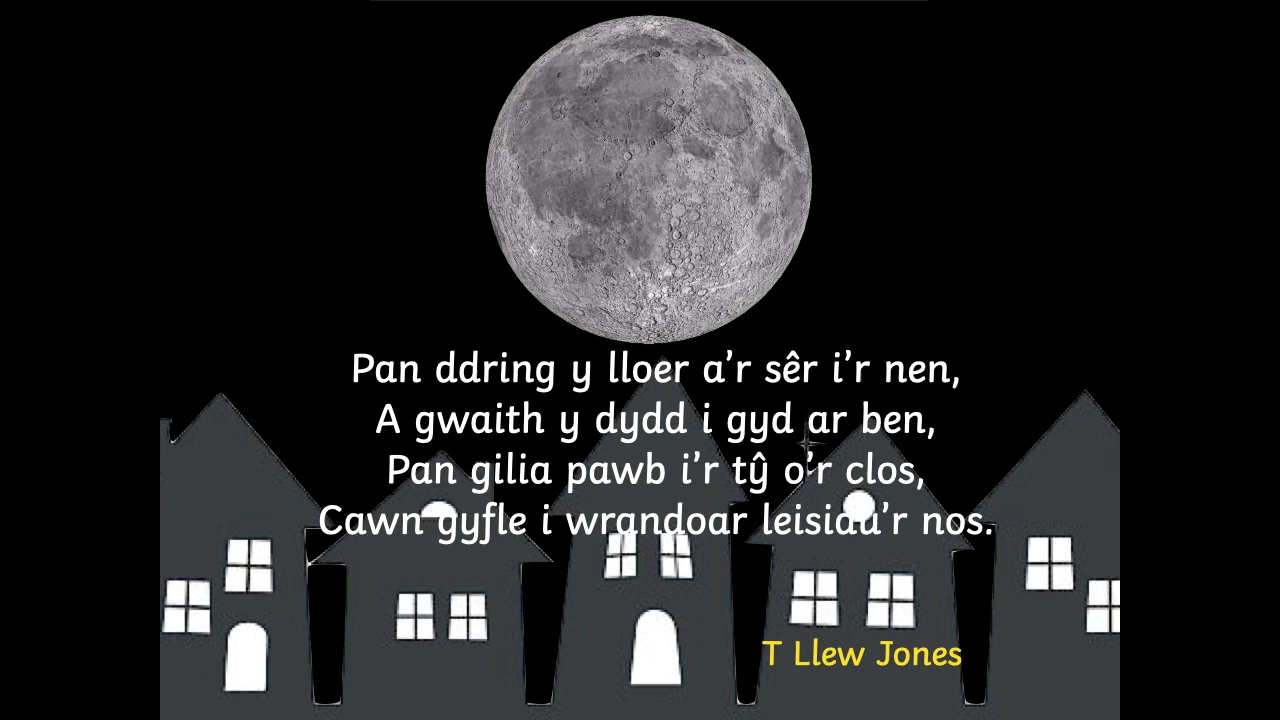 Pan ddring y lloer a’r sêr i’r nen,
A gwaith y dydd i gyd ar ben,
Pan gilia pawb i’r tŷ o’r clos,
Cawn gyfle i wrandoar leisiau’r nos.
T Llew Jones